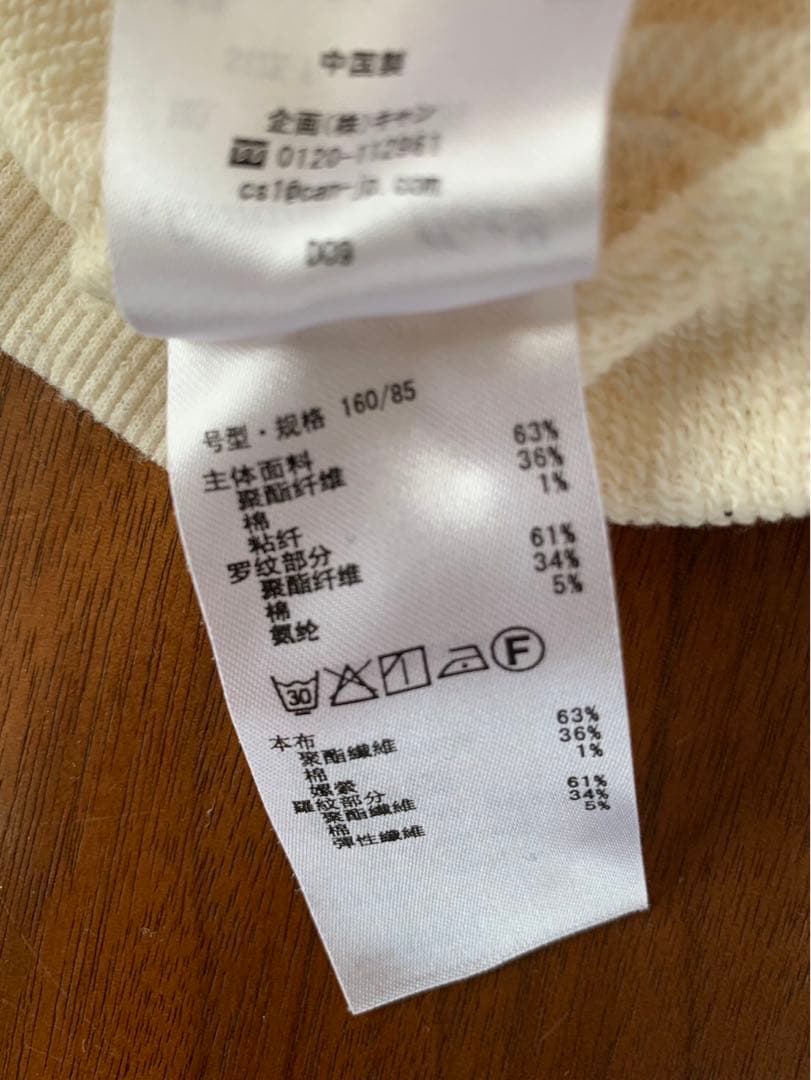 中国製
企画(株)キャン
0120-112961
cs1@can-jp.com
D09
号型・规格 160/85
主体面料
聚酯纤维 63%
棉 36%
粘纤 1%
罗纹部分
聚酯纤维 61%
棉 34%
氨纶 5%
30 F
本布
聚酯纖維 63%
棉 36%
嫘縈 1%
羅紋部分
聚酯纖維 61%
棉 34%
彈性纖維 5%